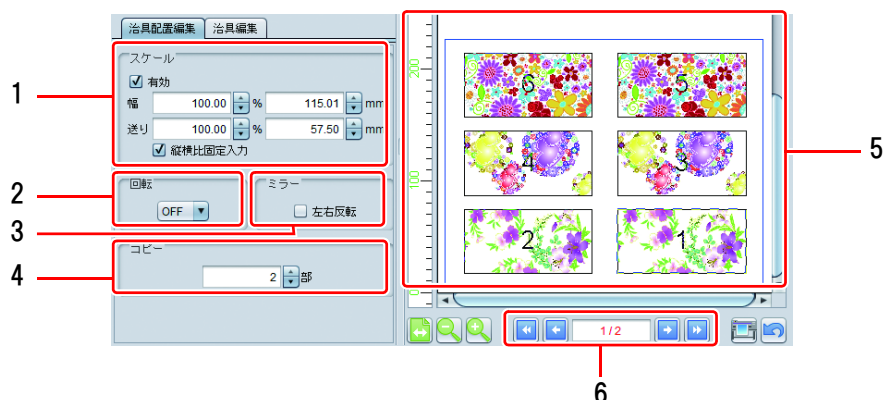 治具配置編集 治具編集
スケール
有効
幅 100.00 % 115.01 mm
送り 100.00 % 57.50 mm
縦横比固定入力
回転
OFF
ミラー
左右反転
コピー
2 部
1
2
3
4
200
100
0
6 5
4 3
2 1
1 / 2
5
6